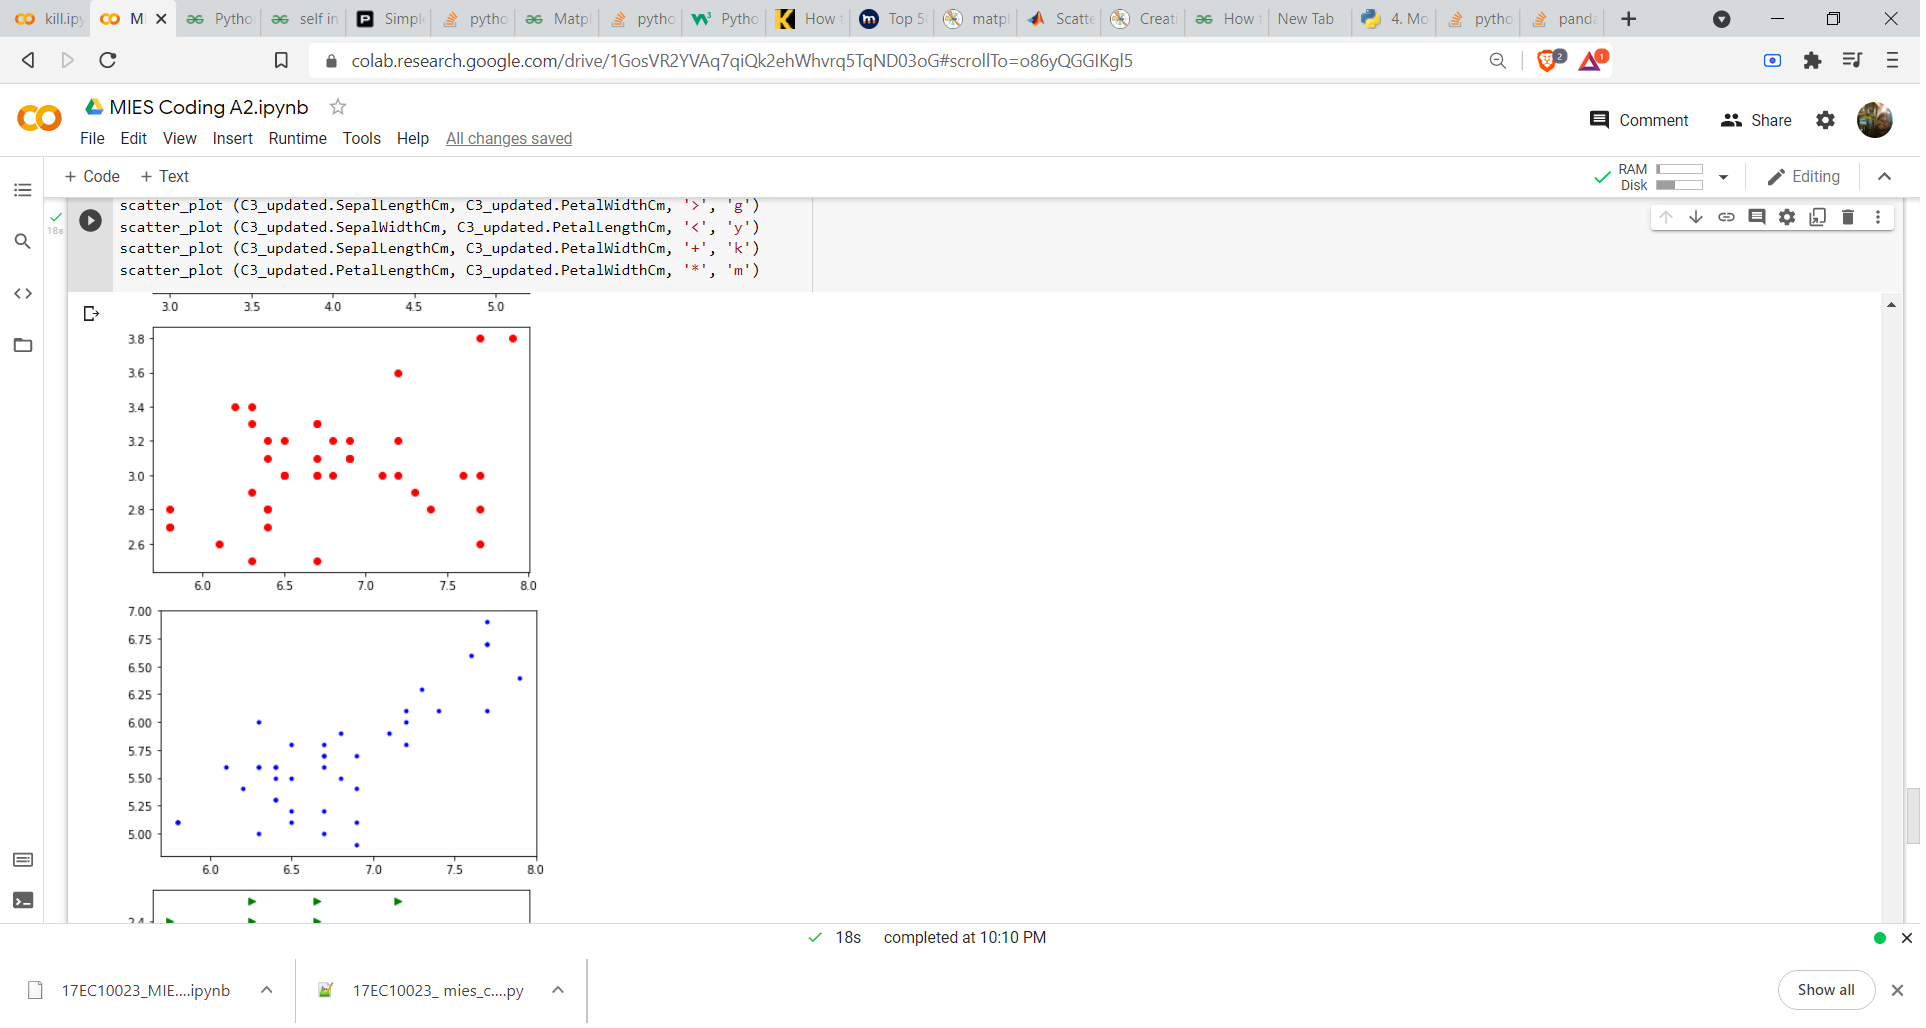 kill.ipy MI Pytho self in Simpl pytho Matpl pytho Pytho How t Top 5 matpl Scatte Creati How t New Tab 4. Mo pytho panda
colab.research.google.com/drive/1GosVR2YVAq7qiQk2ehWhvrq5TqND03oG#scrollTo=o86yQGGIKgl5 2 1
MIES Coding A2.ipynb
Comment Share
File Edit View Insert Runtime Tools Help All changes saved
+ Code + Text RAM Disk Editing
scatter_plot (C3_updated.SepalLengthCm, C3_updated.PetalWidthCm, '>', 'g')
18s
scatter_plot (C3_updated.SepalWidthCm, C3_updated.PetalLengthCm, '<', 'y')
scatter_plot (C3_updated.SepalLengthCm, C3_updated.PetalWidthCm, '+', 'k')
scatter_plot (C3_updated.PetalLengthCm, C3_updated.PetalWidthCm, '*', 'm')
3.0 3.5 4.0 4.5 5.0
3.8
3.6
3.4
3.2
3.0
2.8
2.6
6.0 6.5 7.0 7.5 8.0
7.00
6.75
6.50
6.25
6.00
5.75
5.50
5.25
5.00
6.0 6.5 7.0 7.5 8.0
2.4
18s completed at 10:10 PM
17EC10023_MIE....ipynb 17EC10023_ mies_c....py Show all